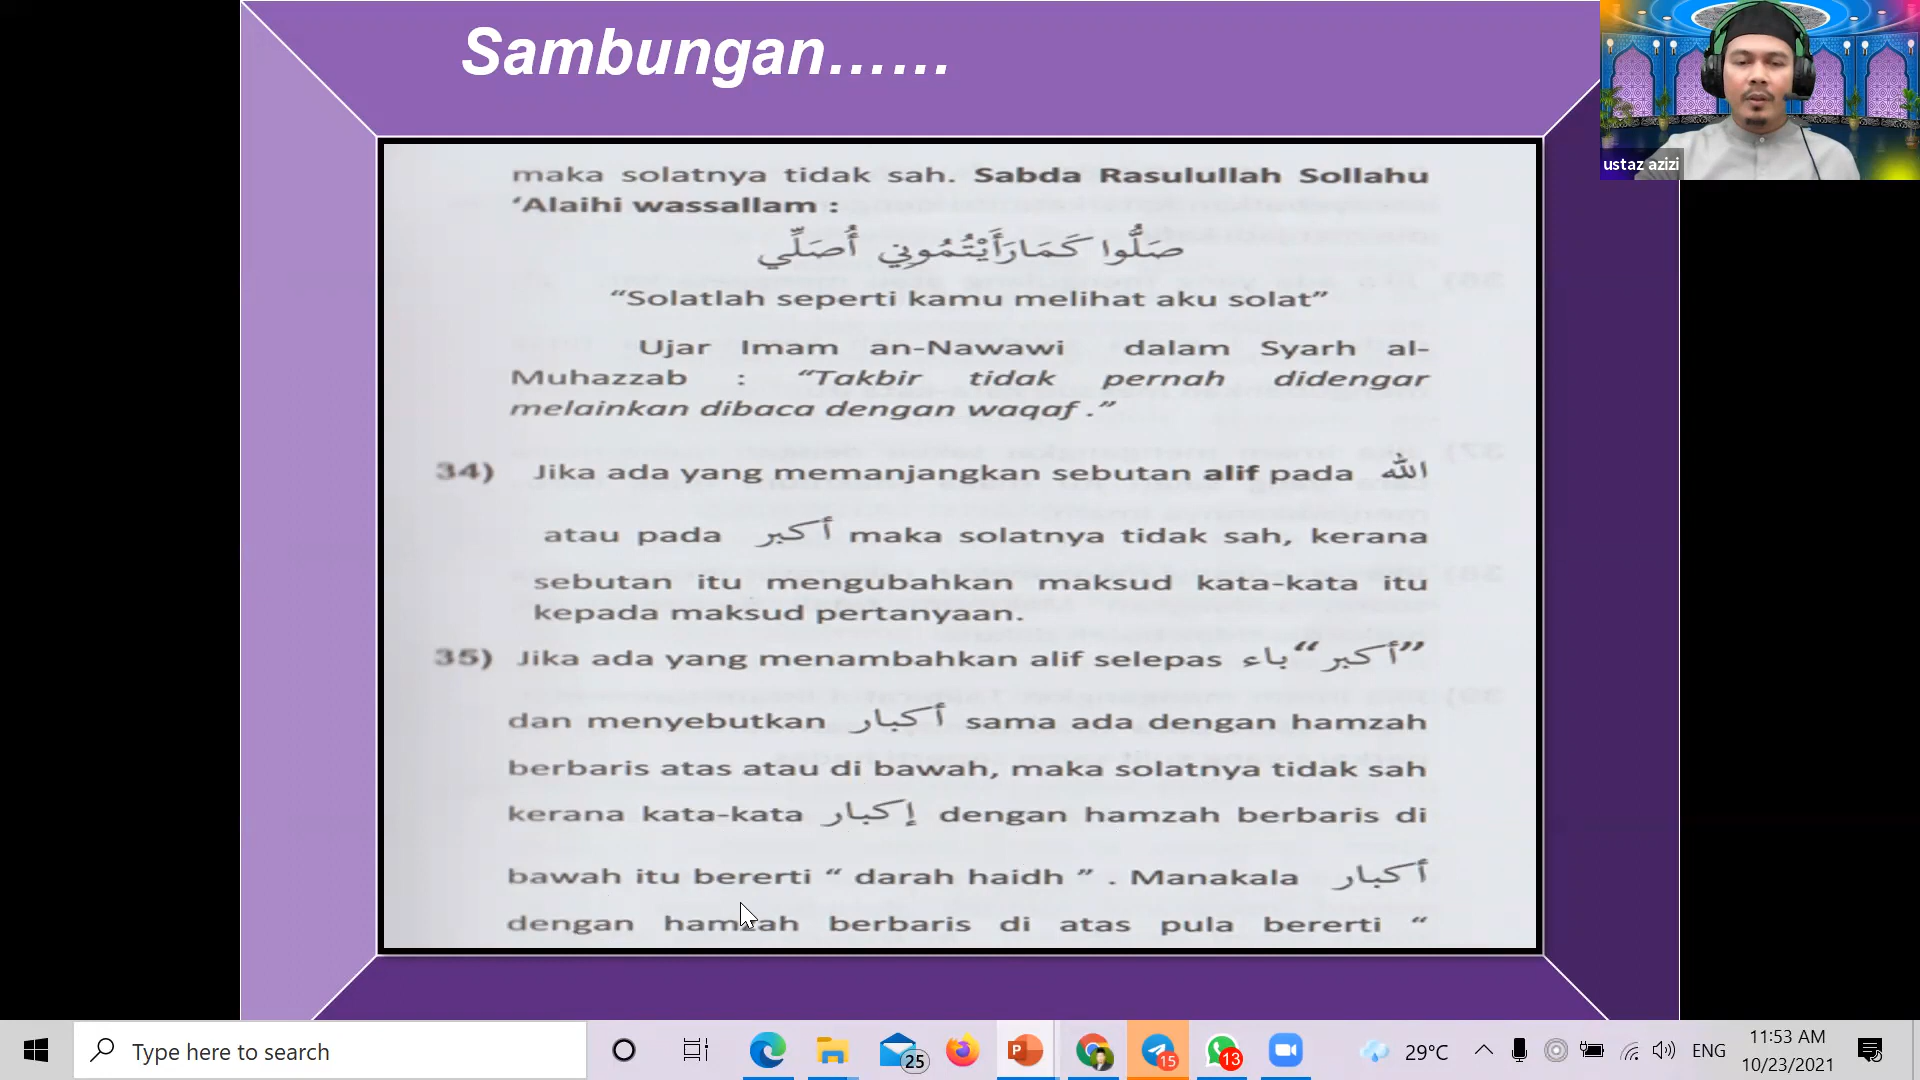 Sambungan......
ustaz azizi
maka solatnya tidak sah. Sabda Rasulullah Sollahu
‘Alaihi wassallam :
صَلُّوا كَمَارَأَيْتُمُونِي أُصَلِّي
“Solatlah seperti kamu melihat aku solat”
Ujar Imam an-Nawawi dalam Syarh al-
Muhazzab : “Takbir tidak pernah didengar
melainkan dibaca dengan waqaf .”
34) Jika ada yang memanjangkan sebutan alif pada الله
atau pada أكبر maka solatnya tidak sah, kerana
sebutan itu mengubahkan maksud kata-kata itu
kepada maksud pertanyaan.
35) Jika ada yang menambahkan alif selepas باء “أكبر”
dan menyebutkan أكبار sama ada dengan hamzah
berbaris atas atau di bawah, maka solatnya tidak sah
kerana kata-kata إكبار dengan hamzah berbaris di
bawah itu bererti “ darah haidh ” . Manakala أكبار
dengan hamzah berbaris di atas pula bererti “
Type here to search
25
15
13
29°C
ENG
11:53 AM
10/23/2021